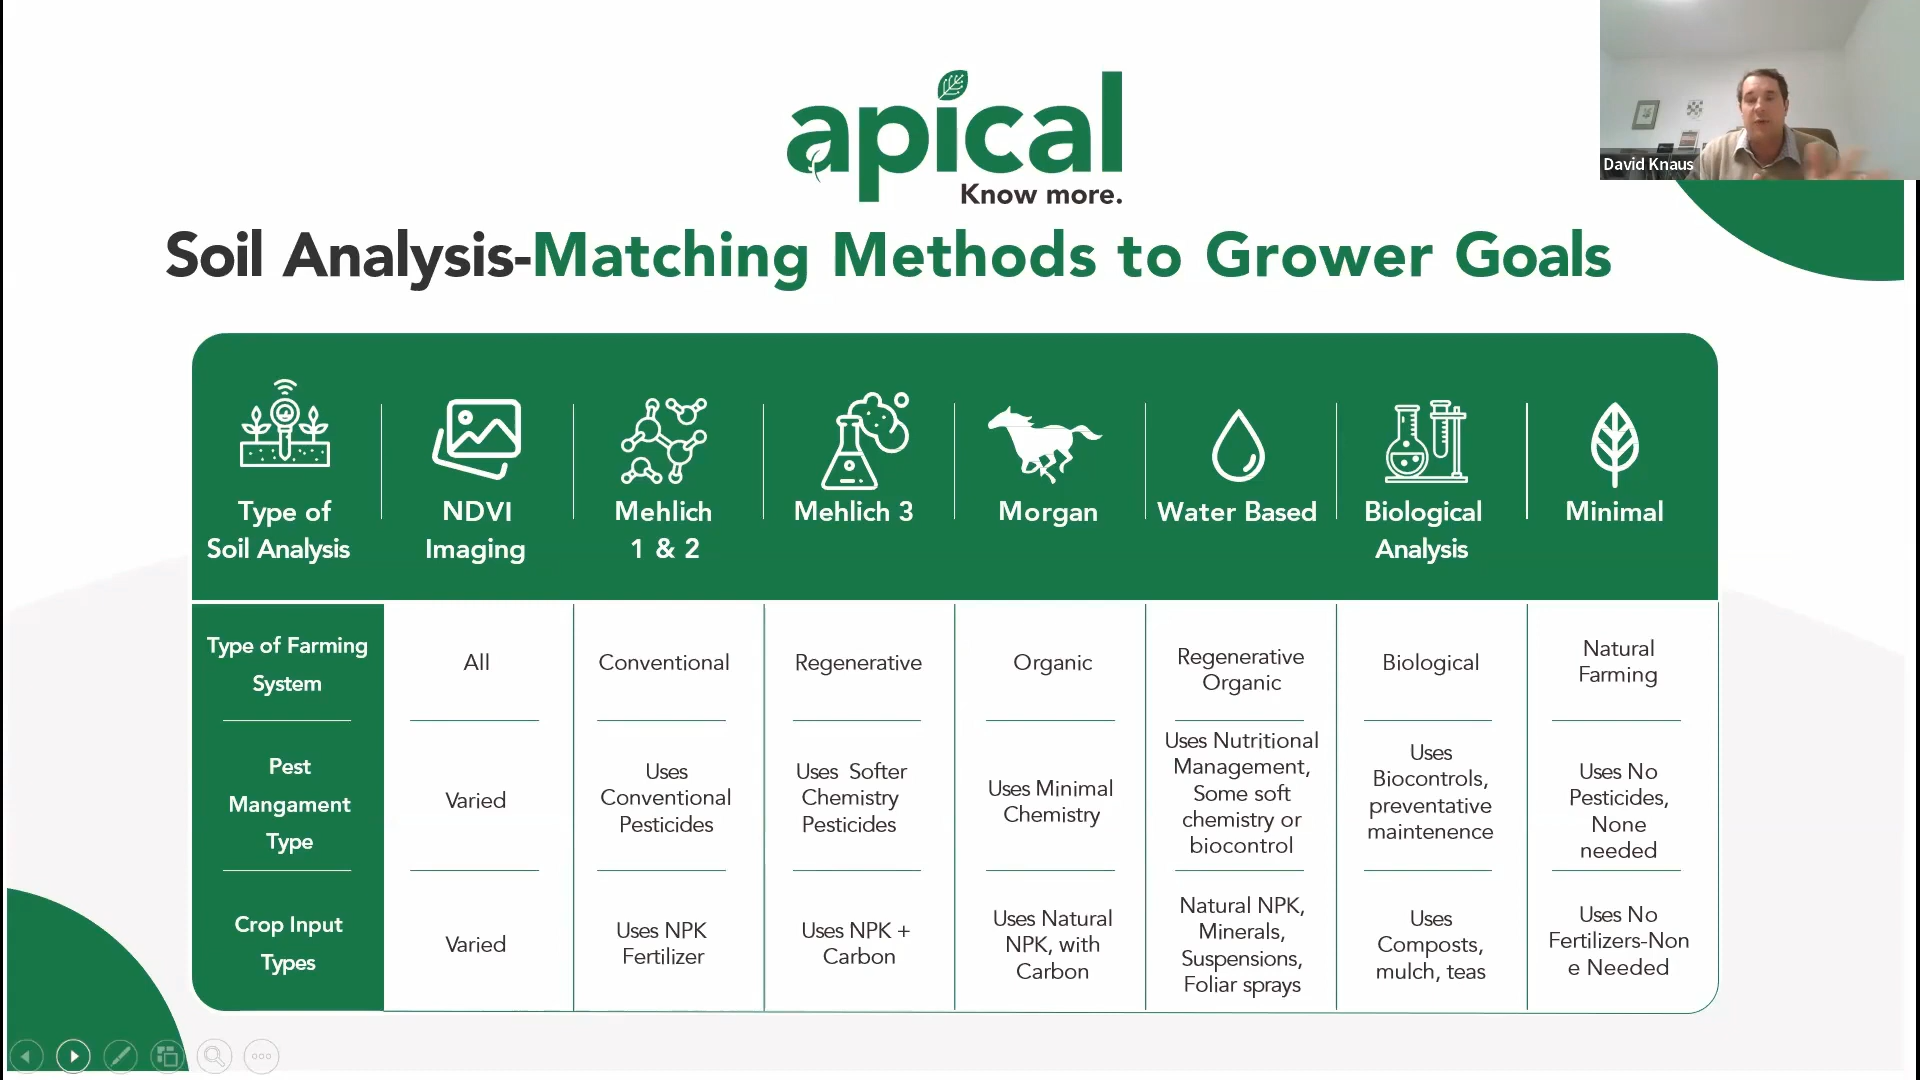 apical
Know more.
David Knaus
Soil Analysis-Matching Methods to Grower Goals
Type of
Soil Analysis
NDVI
Imaging
Mehlich
1 & 2
Mehlich 3
Morgan
Water Based
Biological
Analysis
Minimal
Type of Farming
System
All
Conventional
Regenerative
Organic
Regenerative
Organic
Biological
Natural
Farming
Pest
Mangament
Type
Varied
Uses
Conventional
Pesticides
Uses Softer
Chemistry
Pesticides
Uses Minimal
Chemistry
Uses Nutritional
Management,
Some soft
chemistry or
biocontrol
Uses
Biocontrols,
preventative
maintenence
Uses No
Pesticides,
None
needed
Crop Input
Types
Varied
Uses NPK
Fertilizer
Uses NPK +
Carbon
Uses Natural
NPK, with
Carbon
Natural NPK,
Minerals,
Suspensions,
Foliar sprays
Uses
Composts,
mulch, teas
Uses No
Fertilizers-Non
e Needed